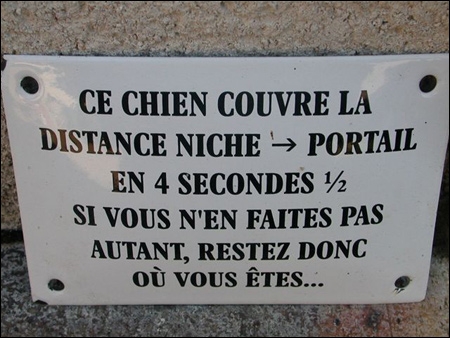 CE CHIEN COUVRE LA
DISTANCE NICHE → PORTAIL
EN 4 SECONDES ½
SI VOUS N'EN FAITES PAS
AUTANT, RESTEZ DONC
OÙ VOUS ÊTES...